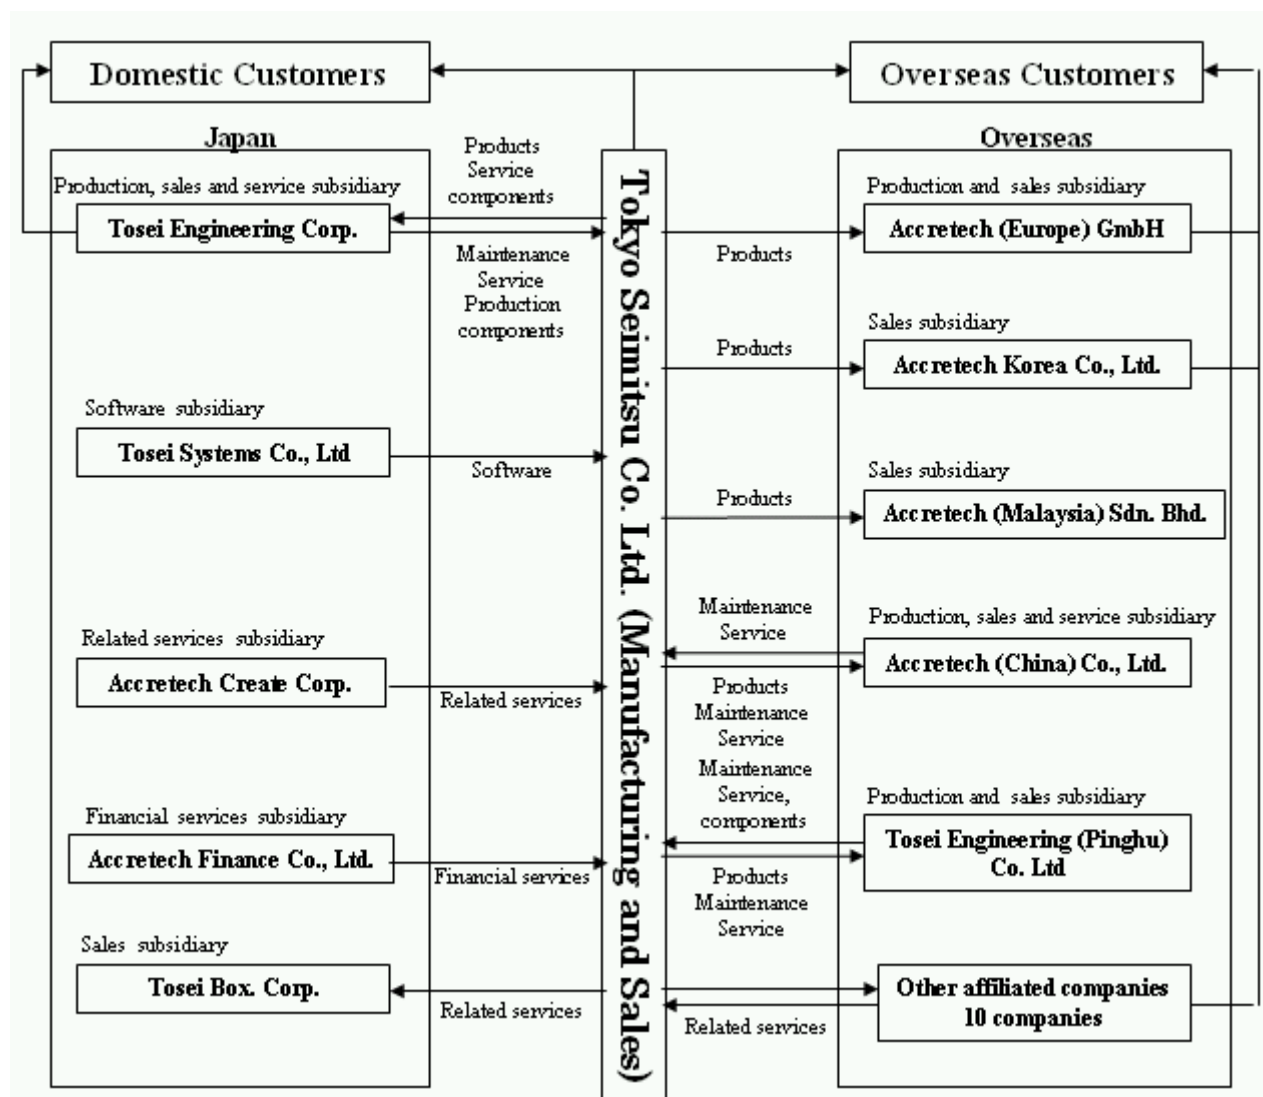 Domestic Customers
Overseas Customers
Japan
Production, sales and service subsidiary
Tosei Engineering Corp.
Software subsidiary
Tosei Systems Co., Ltd
Related services subsidiary
Accretech Create Corp.
Financial services subsidiary
Accretech Finance Co., Ltd.
Sales subsidiary
Tosei Box. Corp.
Products
Service
components
Maintenance
Service
Production
components
Software
Related services
Financial services
Related services
Tokyo Seimitsu Co. Ltd. (Manufacturing and Sales)
Products
Products
Products
Maintenance
Service
Products
Maintenance
Service
Maintenance
Service,
components
Products
Maintenance
Service
Related services
Overseas
Production and sales subsidiary
Accretech (Europe) GmbH
Sales subsidiary
Accretech Korea Co., Ltd.
Sales subsidiary
Accretech (Malaysia) Sdn. Bhd.
Production, sales and service subsidiary
Accretech (China) Co., Ltd.
Production and sales subsidiary
Tosei Engineering (Pinghu)
Co. Ltd
Other affiliated companies
10 companies